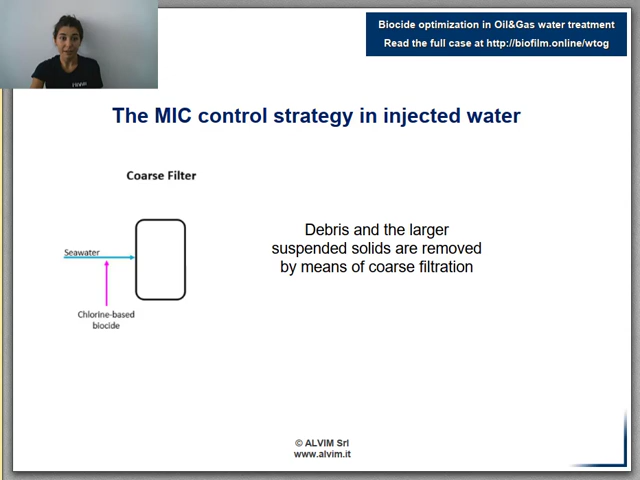 Biocide optimization in Oil&Gas water treatment
Read the full case at http://biofilm.online/wtog
The MIC control strategy in injected water
Coarse Filter
Seawater
Chlorine-based
biocide
Debris and the larger
suspended solids are removed
by means of coarse filtration
© ALVIM Srl
www.alvim.it